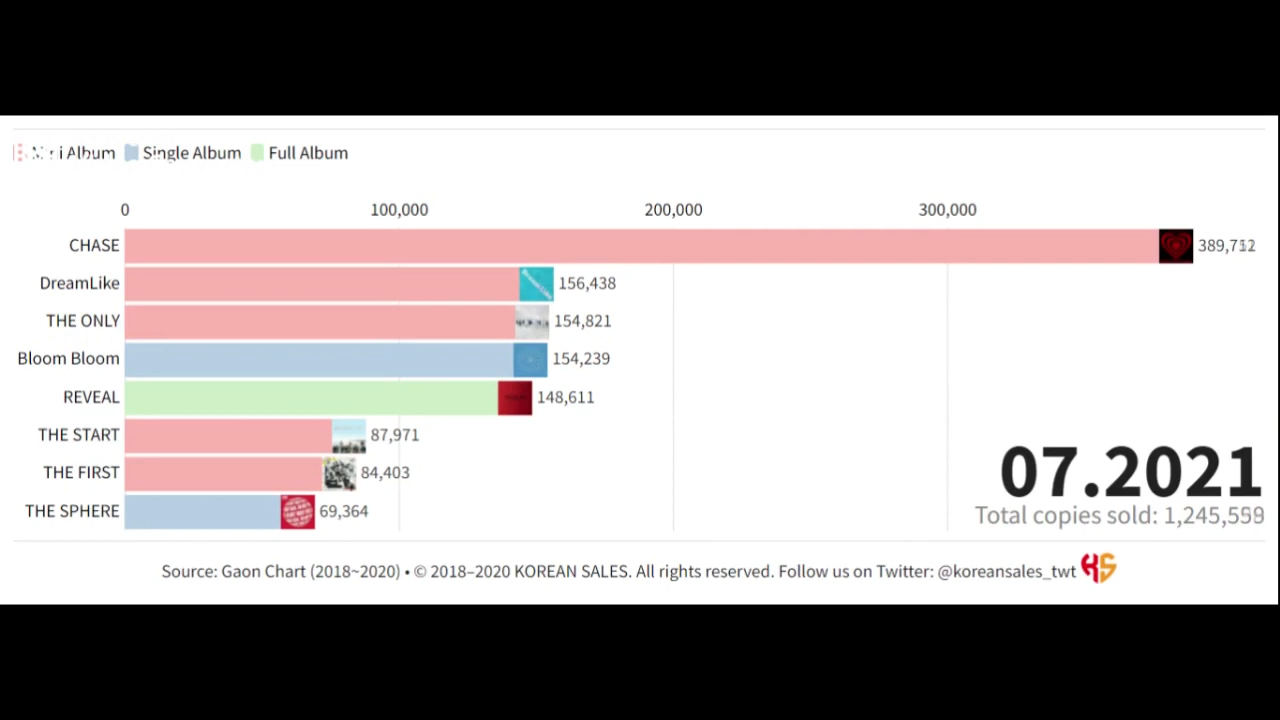 Mini Album Single Album Full Album
0 100,000 200,000 300,000
CHASE 389,712
DreamLike 156,438
THE ONLY 154,821
Bloom Bloom 154,239
REVEAL 148,611
THE START 87,971
THE FIRST 84,403
THE SPHERE 69,364
07.2021
Total copies sold: 1,245,559
Source: Gaon Chart (2018~2020) • © 2018–2020 KOREAN SALES. All rights reserved. Follow us on Twitter: @koreansales_twt KS